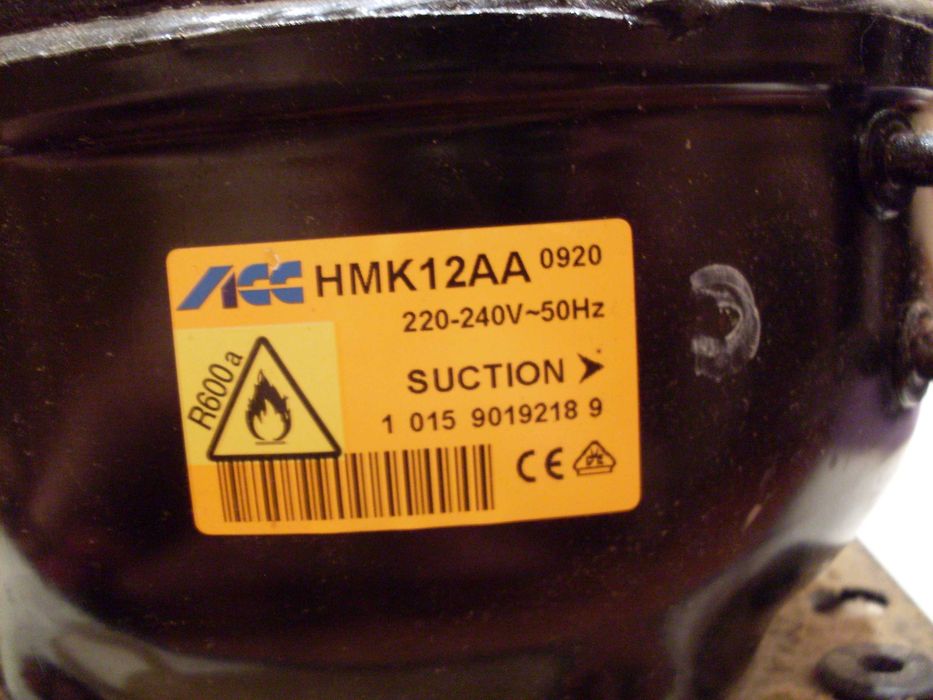 ACC HMK12AA 0920
220-240V~50Hz
R600a
SUCTION ➤
1 015 9019218 9
CE